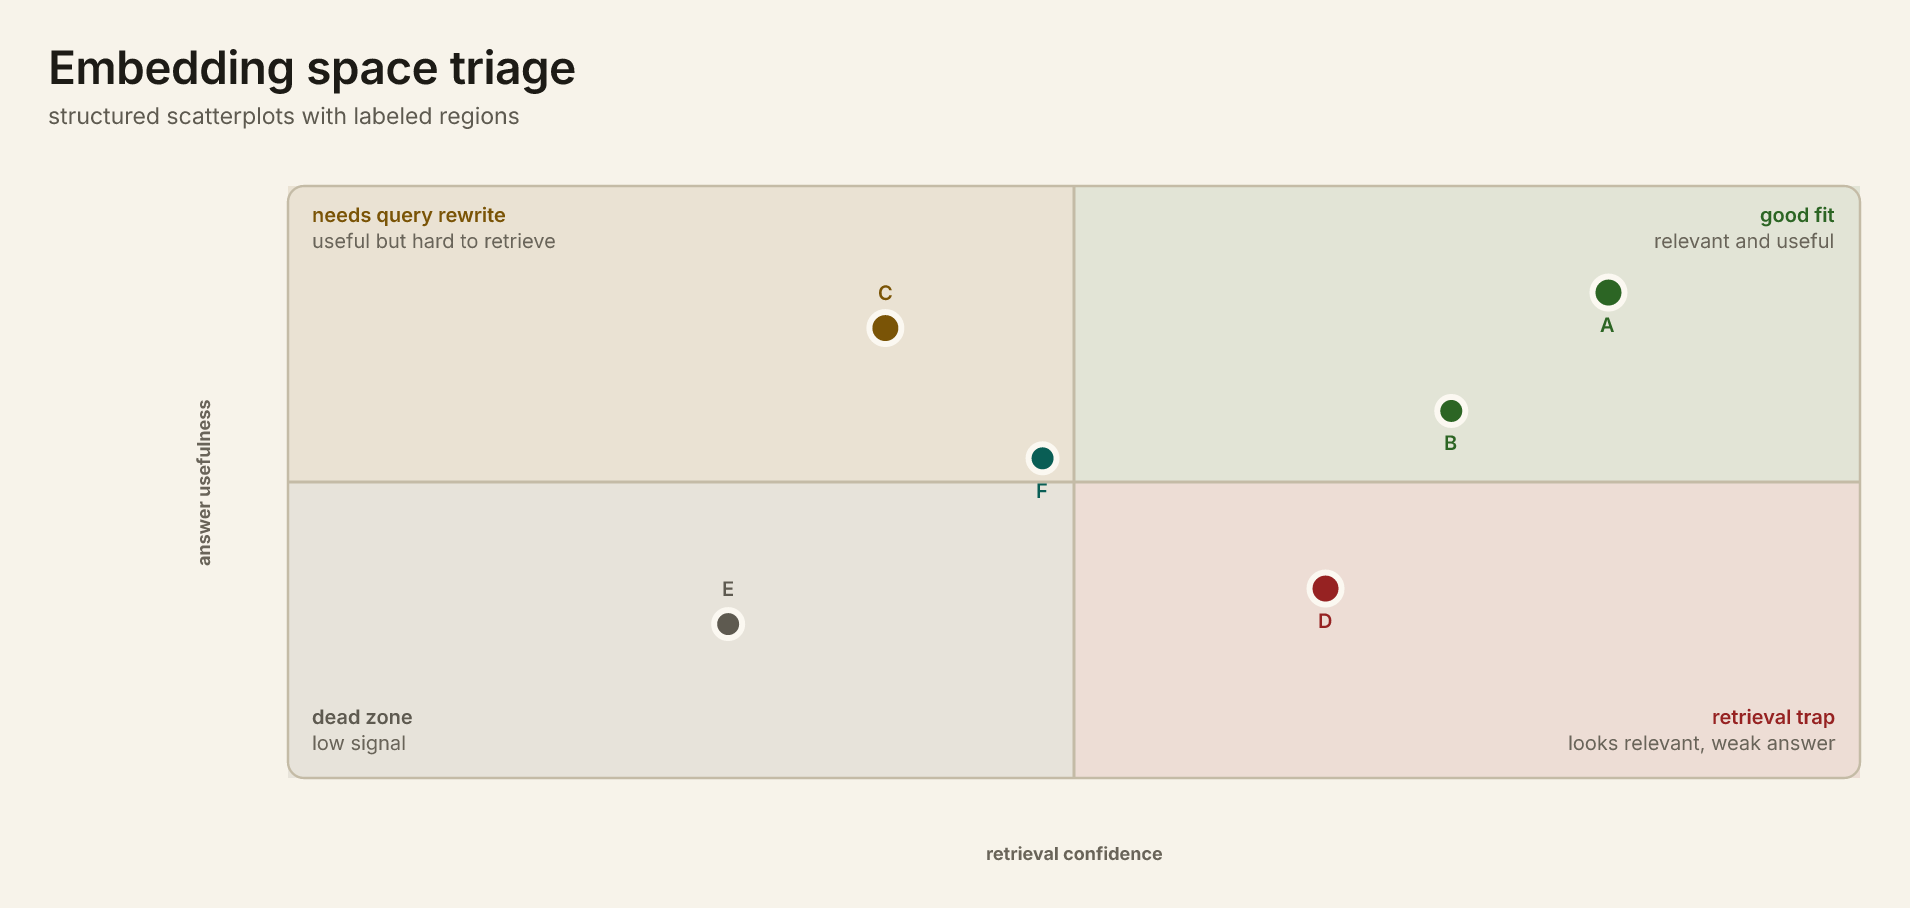 Embedding space triage
structured scatterplots with labeled regions
needs query rewrite
useful but hard to retrieve
good fit
relevant and useful
C
A
B
F
answer usefulness
E
D
dead zone
low signal
retrieval trap
looks relevant, weak answer
retrieval confidence